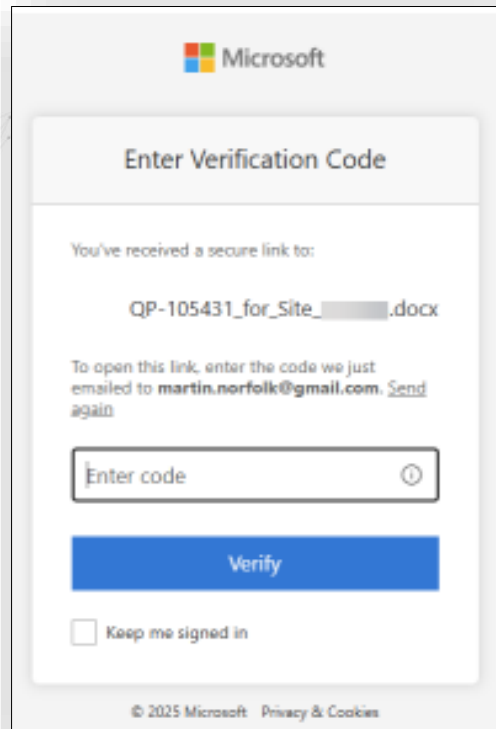 Microsoft
Enter Verification Code
You've received a secure link to:
QP-105431_for_Site_ .docx
To open this link, enter the code we just
emailed to martin.norfolk@gmail.com. Send
again
Enter code
Verify
Keep me signed in
© 2025 Microsoft Privacy & Cookies